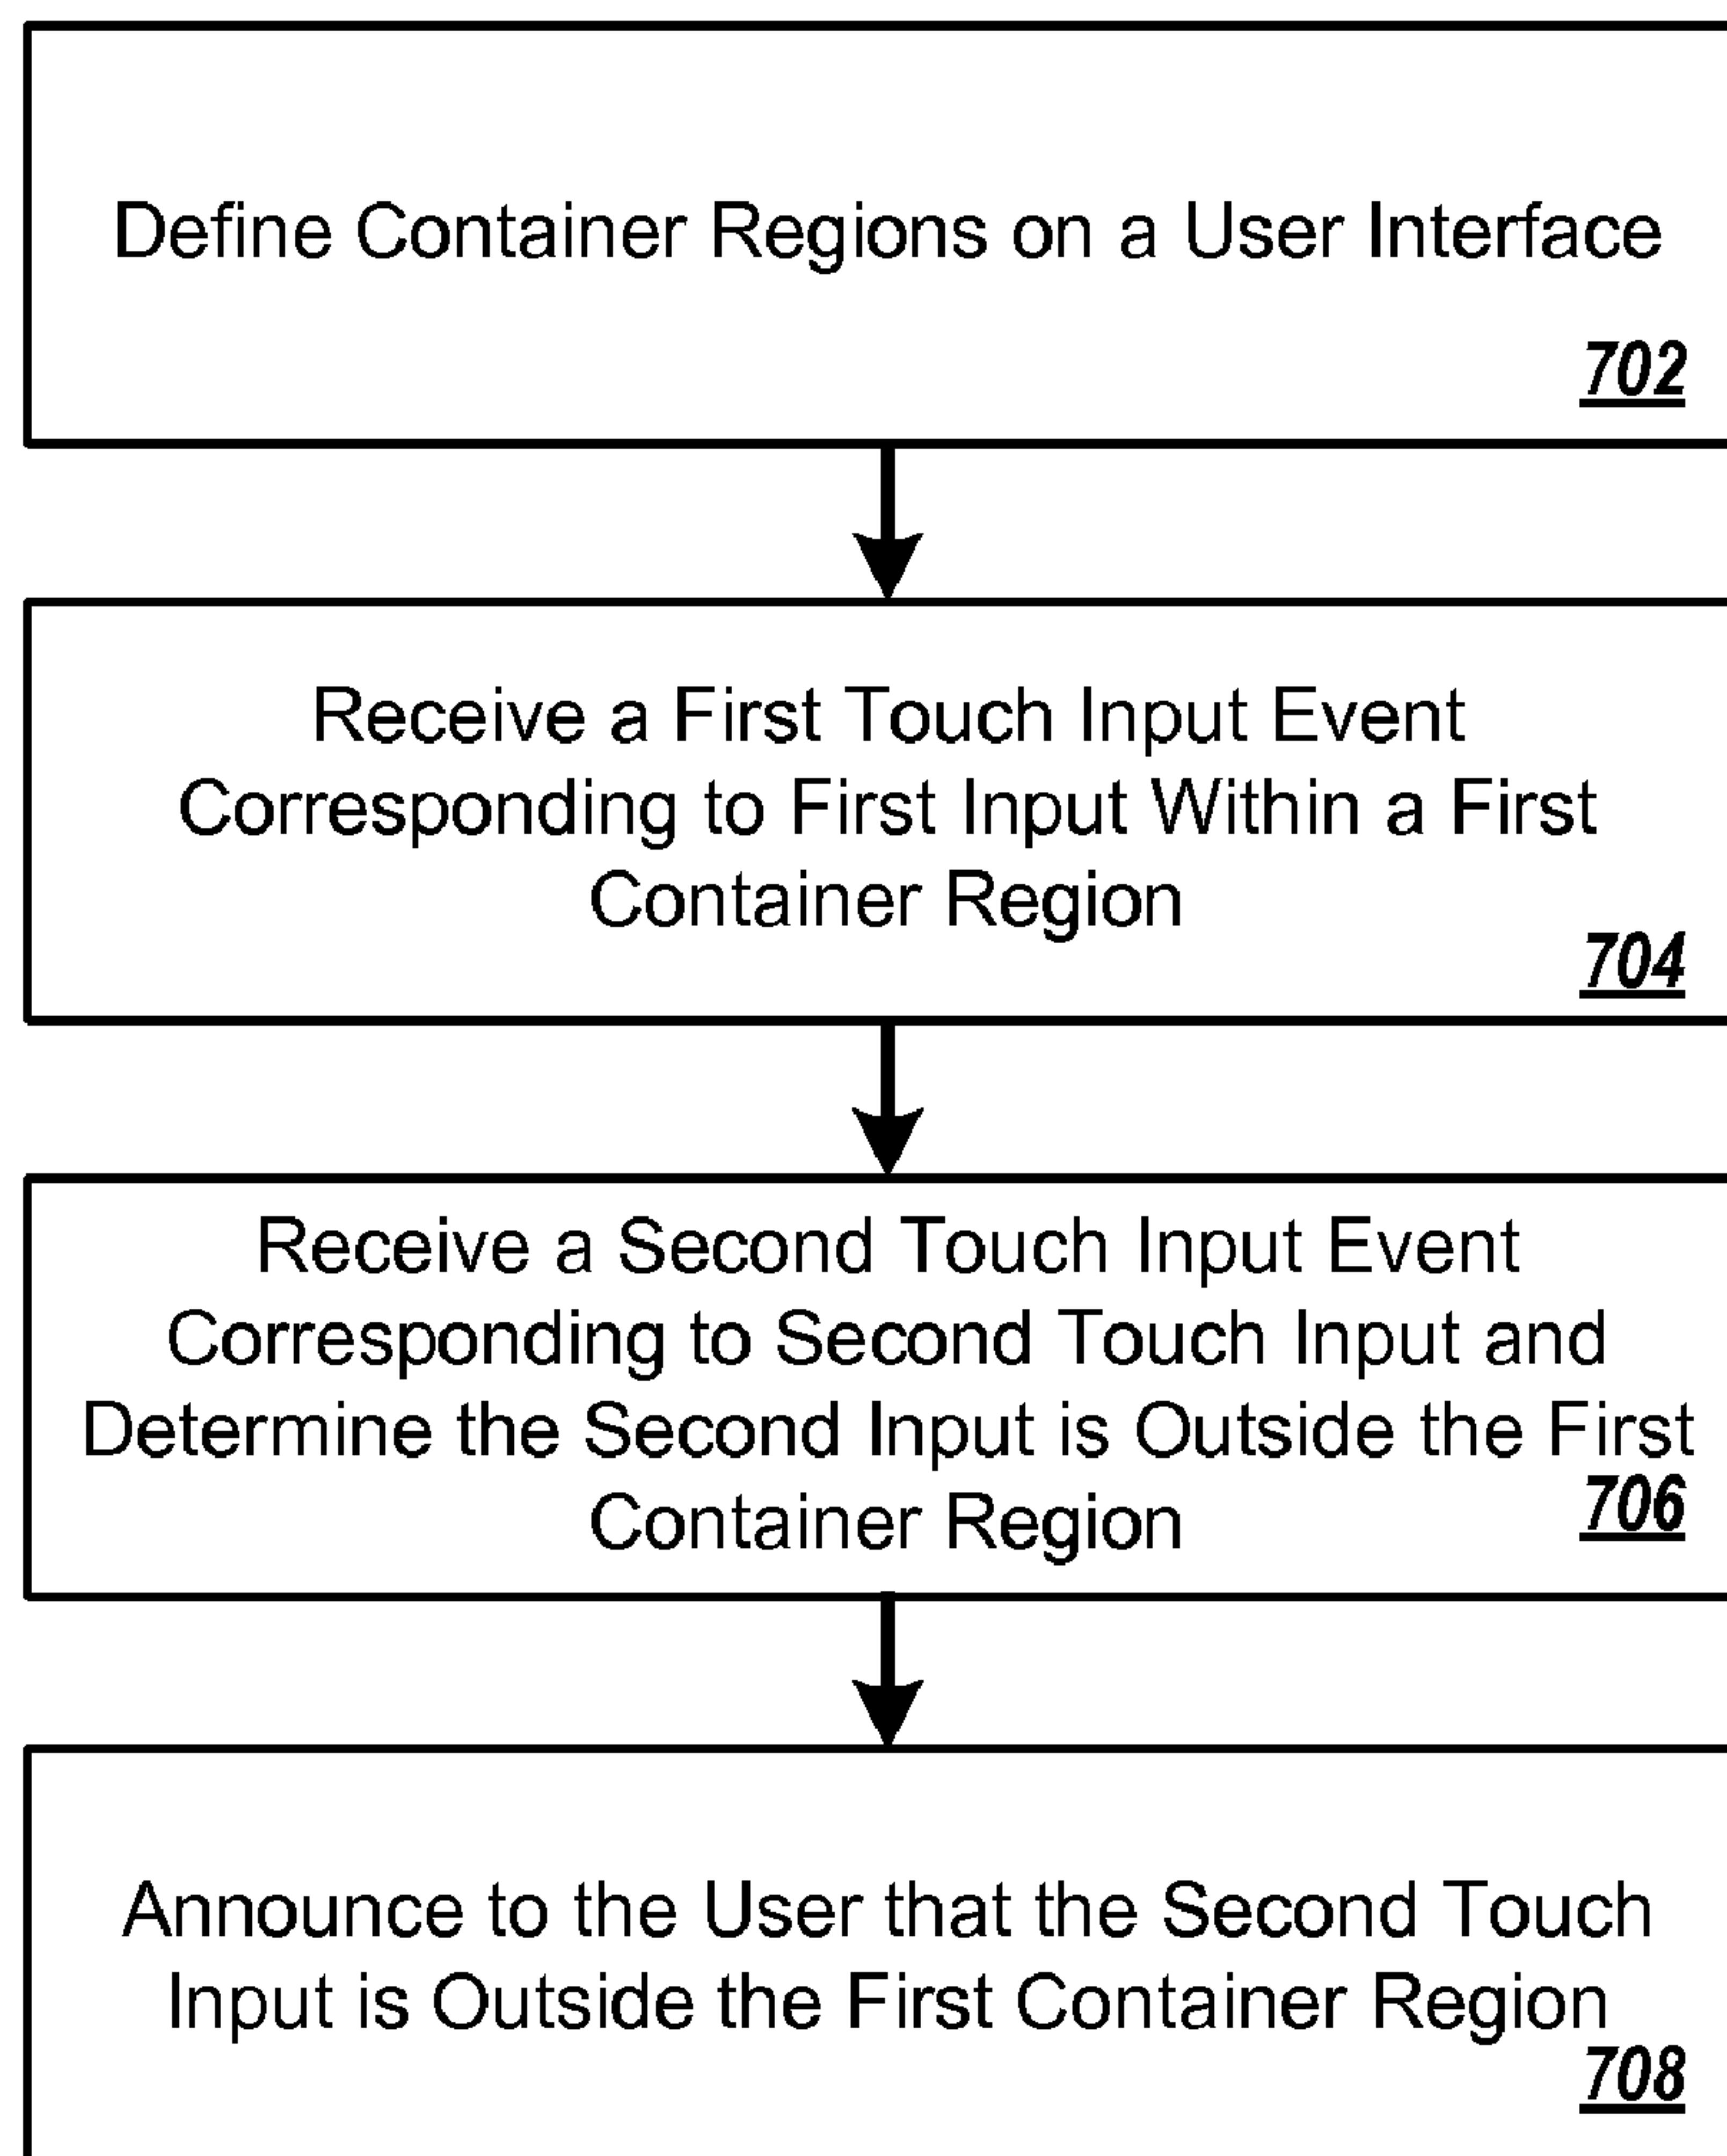 Define Container Regions on a User Interface
702
Receive a First Touch Input Event
Corresponding to First Input Within a First
Container Region
704
Receive a Second Touch Input Event
Corresponding to Second Touch Input and
Determine the Second Input is Outside the First
Container Region
706
Announce to the User that the Second Touch
Input is Outside the First Container Region
708